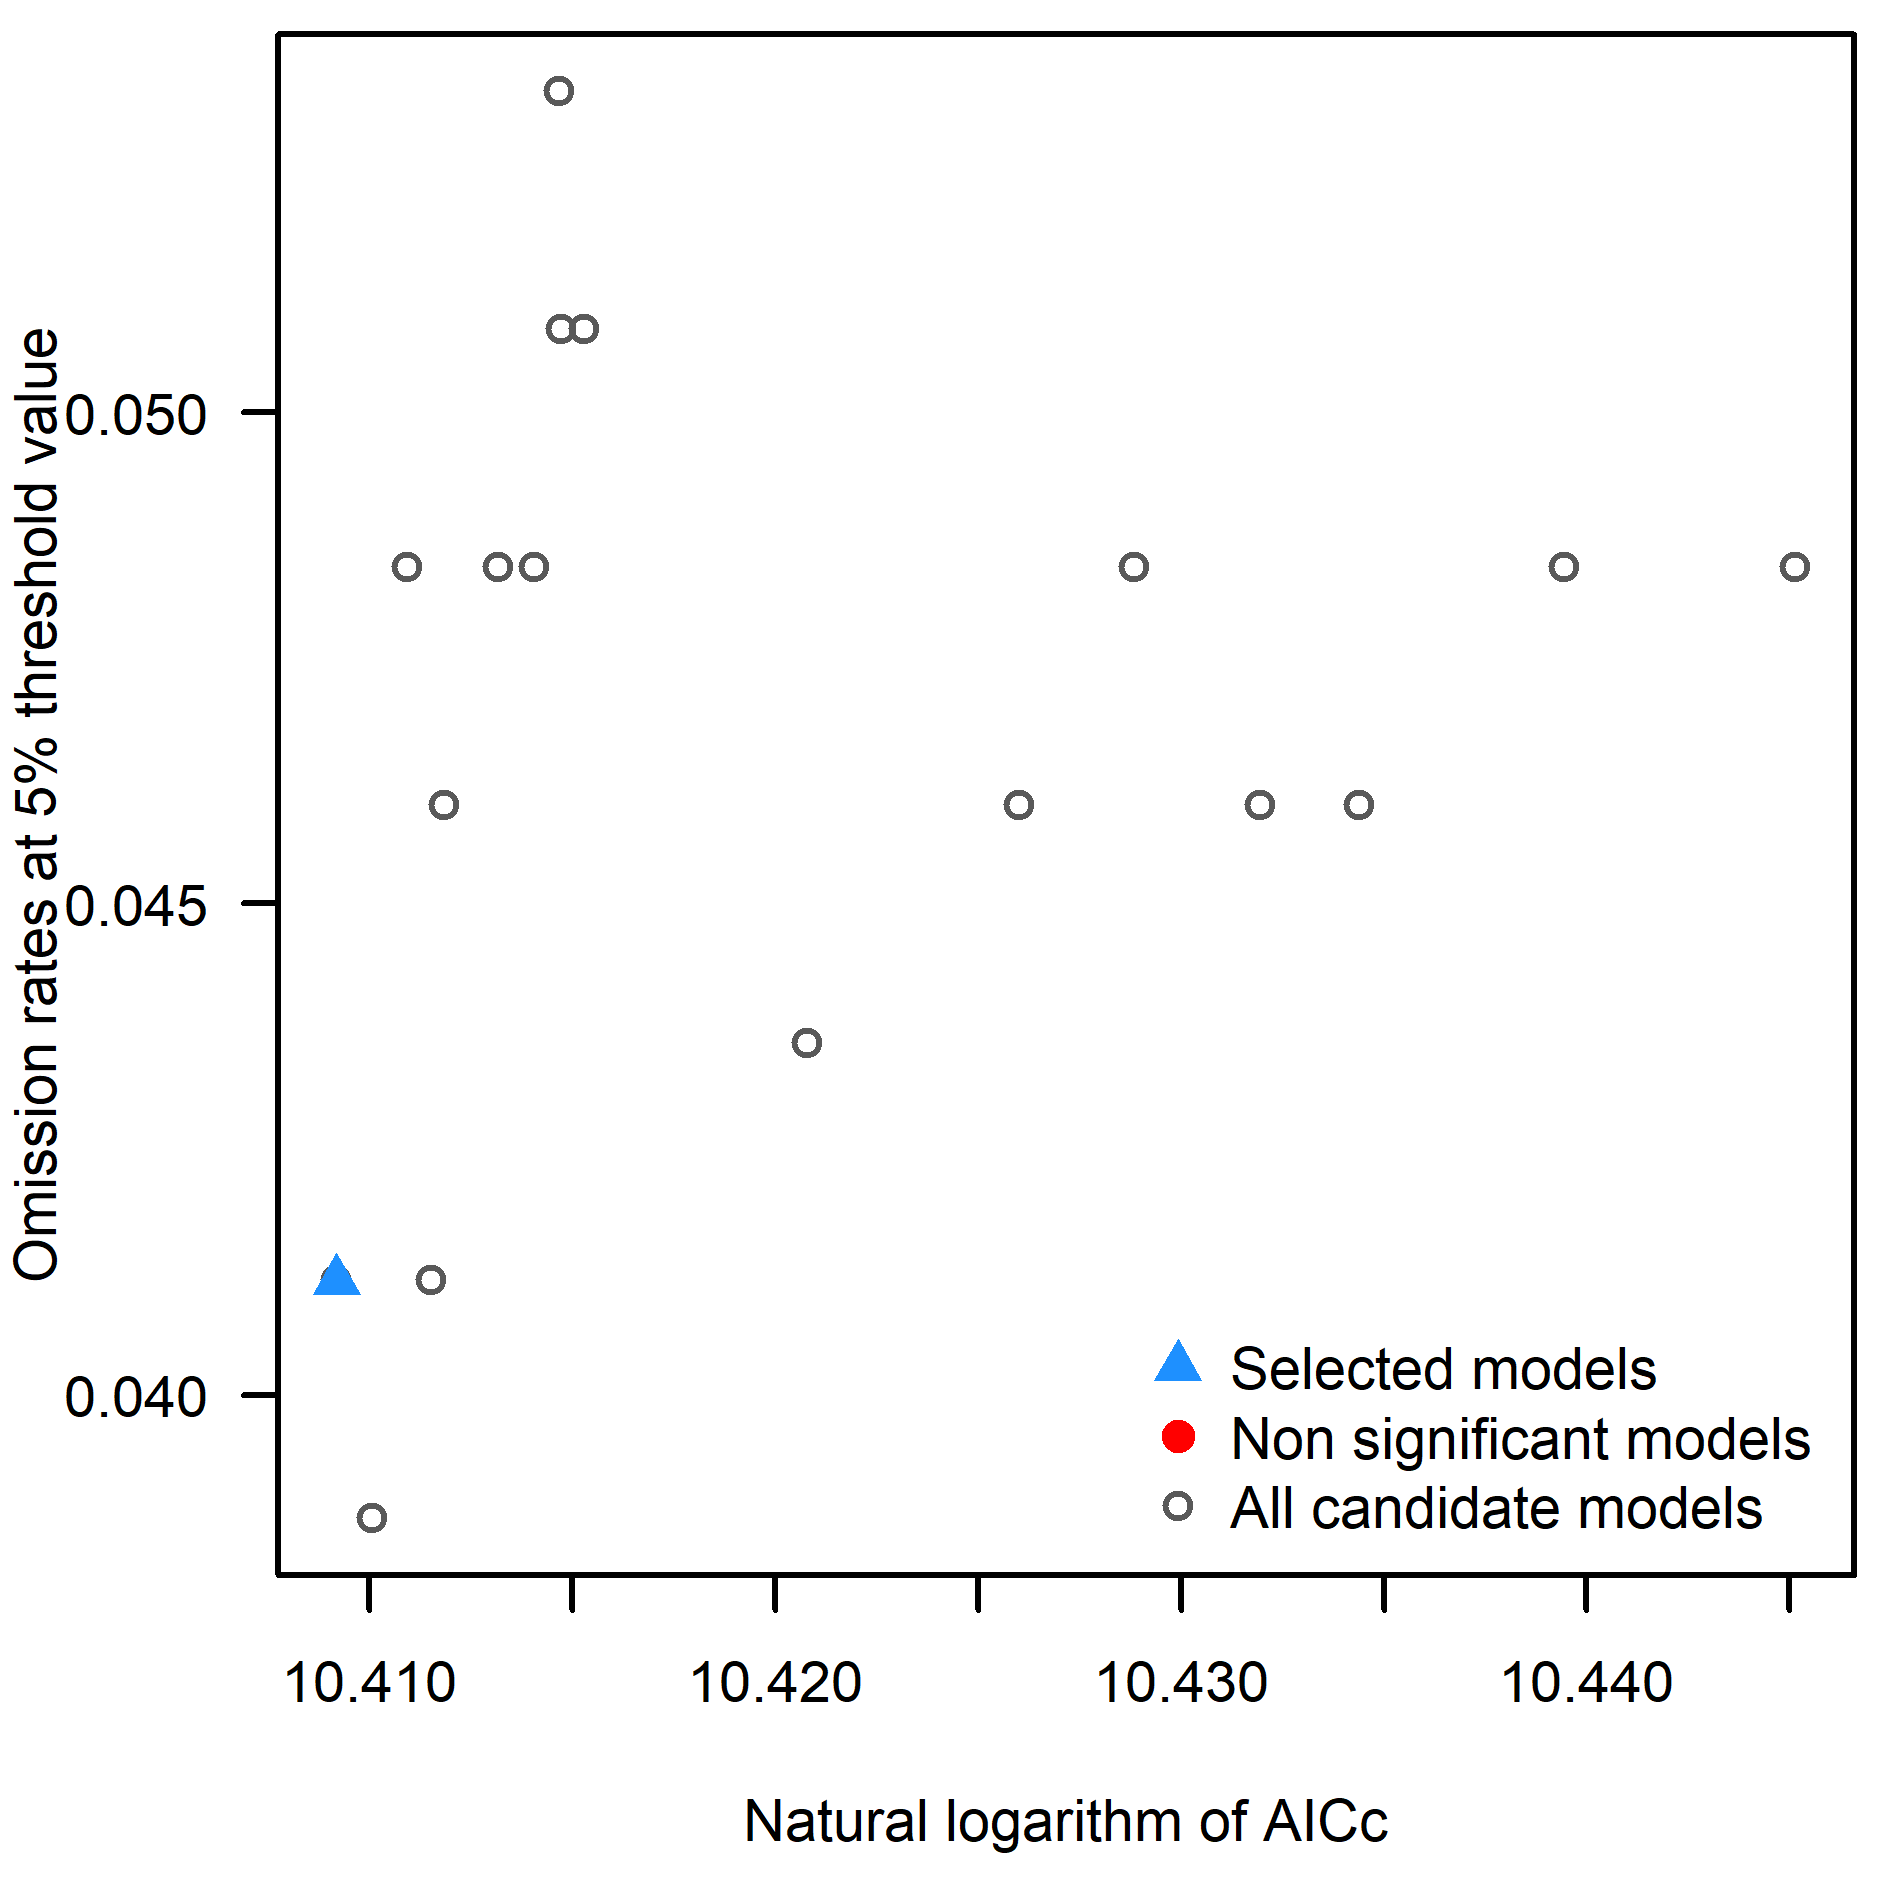 Omission rates at 5% threshold value
0.050
0.045
0.040
Selected models
Non significant models
All candidate models
10.410 10.420 10.430 10.440
Natural logarithm of AICc